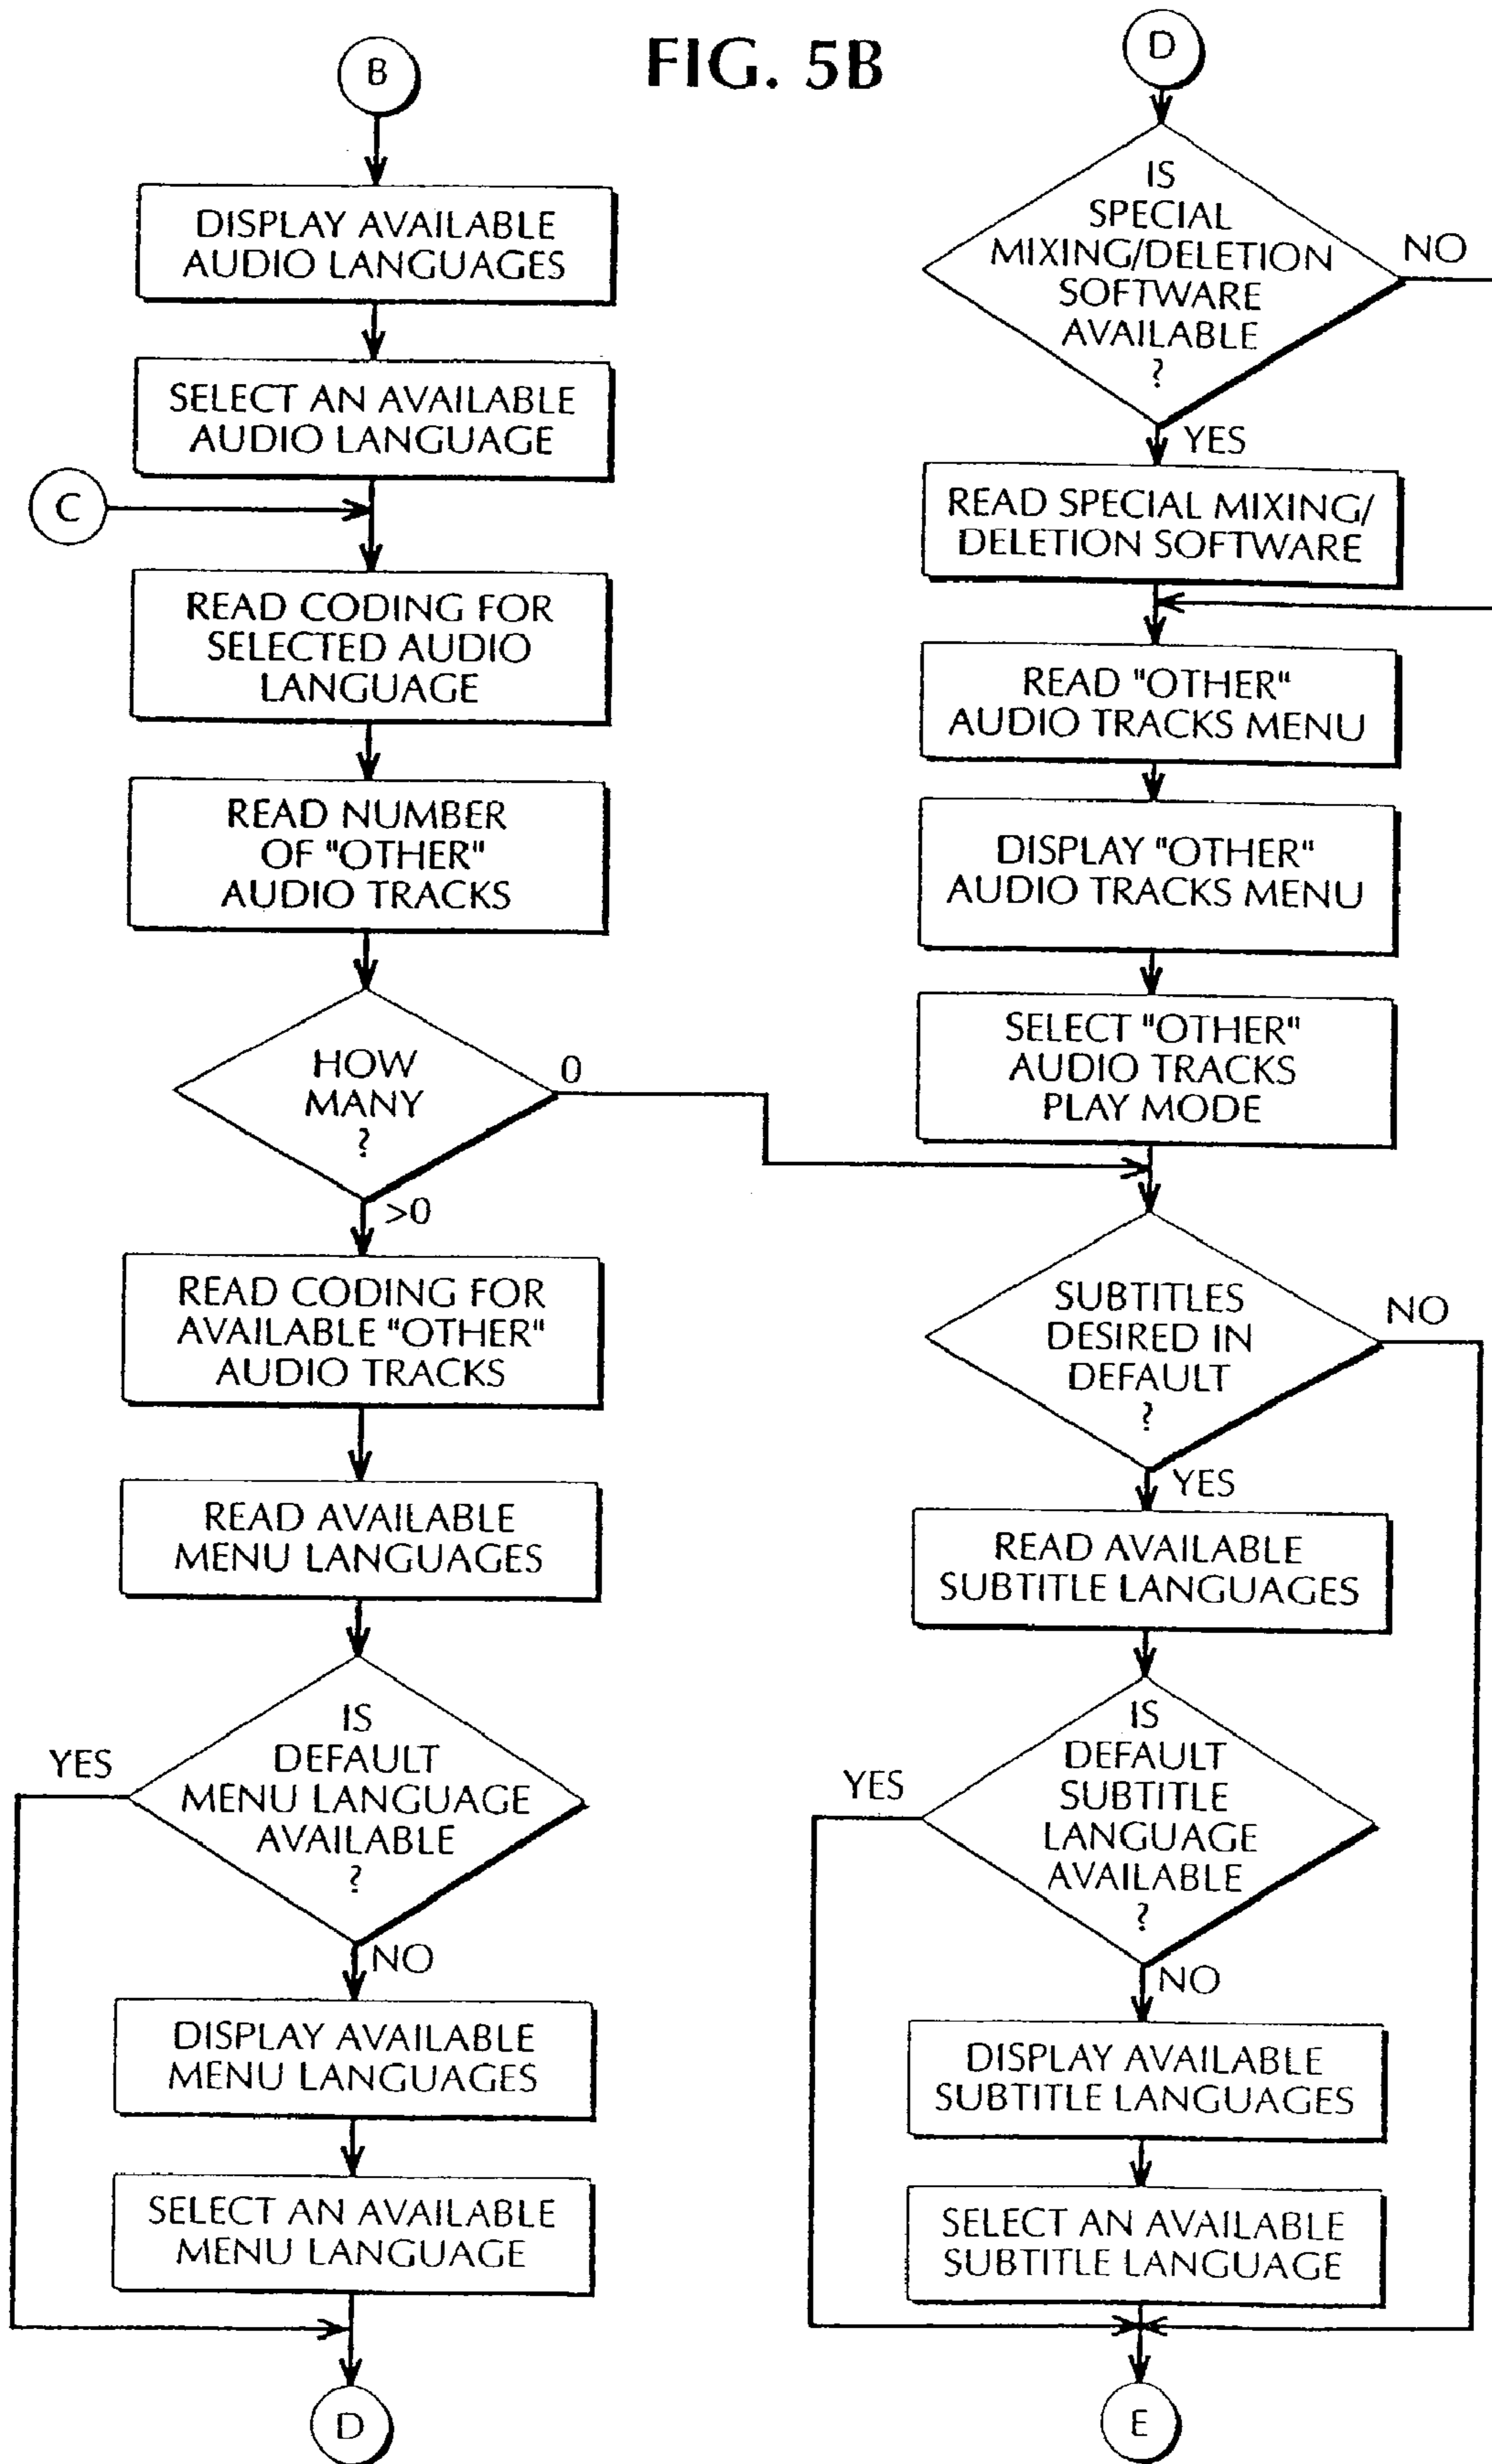 FIG. 5B
B
DISPLAY AVAILABLE
AUDIO LANGUAGES
SELECT AN AVAILABLE
AUDIO LANGUAGE
C
READ CODING FOR
SELECTED AUDIO
LANGUAGE
READ NUMBER
OF "OTHER"
AUDIO TRACKS
HOW
MANY
?
0
>0
READ CODING FOR
AVAILABLE "OTHER"
AUDIO TRACKS
READ AVAILABLE
MENU LANGUAGES
IS
DEFAULT
MENU LANGUAGE
AVAILABLE
?
YES
NO
DISPLAY AVAILABLE
MENU LANGUAGES
SELECT AN AVAILABLE
MENU LANGUAGE
D
D
IS
SPECIAL
MIXING/DELETION
SOFTWARE
AVAILABLE
?
NO
YES
READ SPECIAL MIXING/
DELETION SOFTWARE
READ "OTHER"
AUDIO TRACKS MENU
DISPLAY "OTHER"
AUDIO TRACKS MENU
SELECT "OTHER"
AUDIO TRACKS
PLAY MODE
SUBTITLES
DESIRED IN
DEFAULT
?
NO
YES
READ AVAILABLE
SUBTITLE LANGUAGES
IS
DEFAULT
SUBTITLE
LANGUAGE
AVAILABLE
?
YES
NO
DISPLAY AVAILABLE
SUBTITLE LANGUAGES
SELECT AN AVAILABLE
SUBTITLE LANGUAGE
E